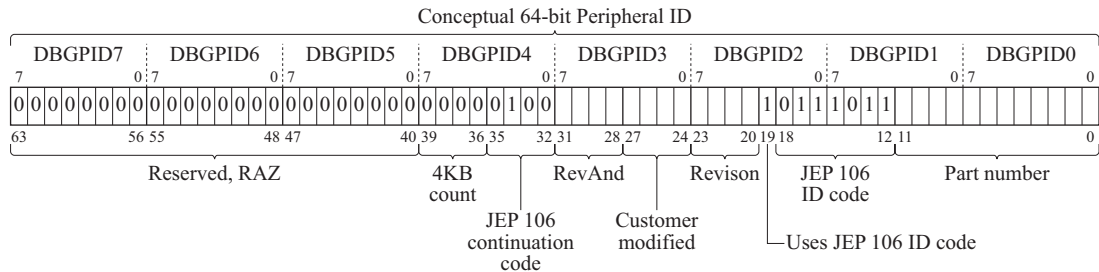 Conceptual 64-bit Peripheral ID
DBGPID7 DBGPID6 DBGPID5 DBGPID4 DBGPID3 DBGPID2 DBGPID1 DBGPID0
7 0 7 0 7 0 7 0 7 0 7 0 7 0 7 0
0 0 0 0 0 0 0 0 0 0 0 0 0 0 0 0 0 0 0 0 0 0 0 0 0 0 0 0 0 1 0 0 1 0 1 1 1 0 1 1
63 56 55 48 47 40 39 36 35 32 31 28 27 24 23 20 19 18 12 11 0
Reserved, RAZ 4KB count RevAnd Revison JEP 106 ID code Part number
JEP 106
continuation
code
Customer
modified
Uses JEP 106 ID code